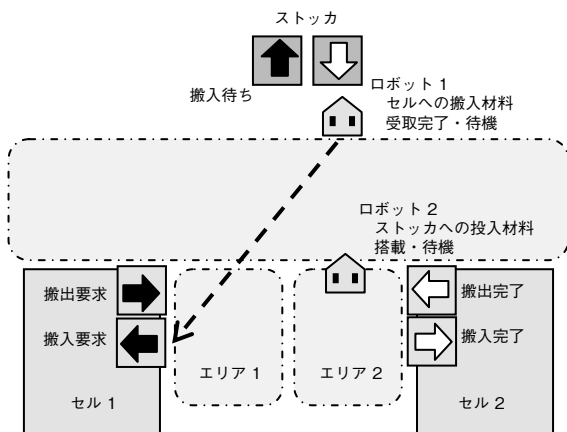 ストッカ
搬入待ち
ロボット 1
セルへの搬入材料
受取完了・待機
ロボット 2
ストッカへの投入材料
搭載・待機
搬出要求
搬入要求
搬出完了
搬入完了
エリア 1
エリア 2
セル 1
セル 2